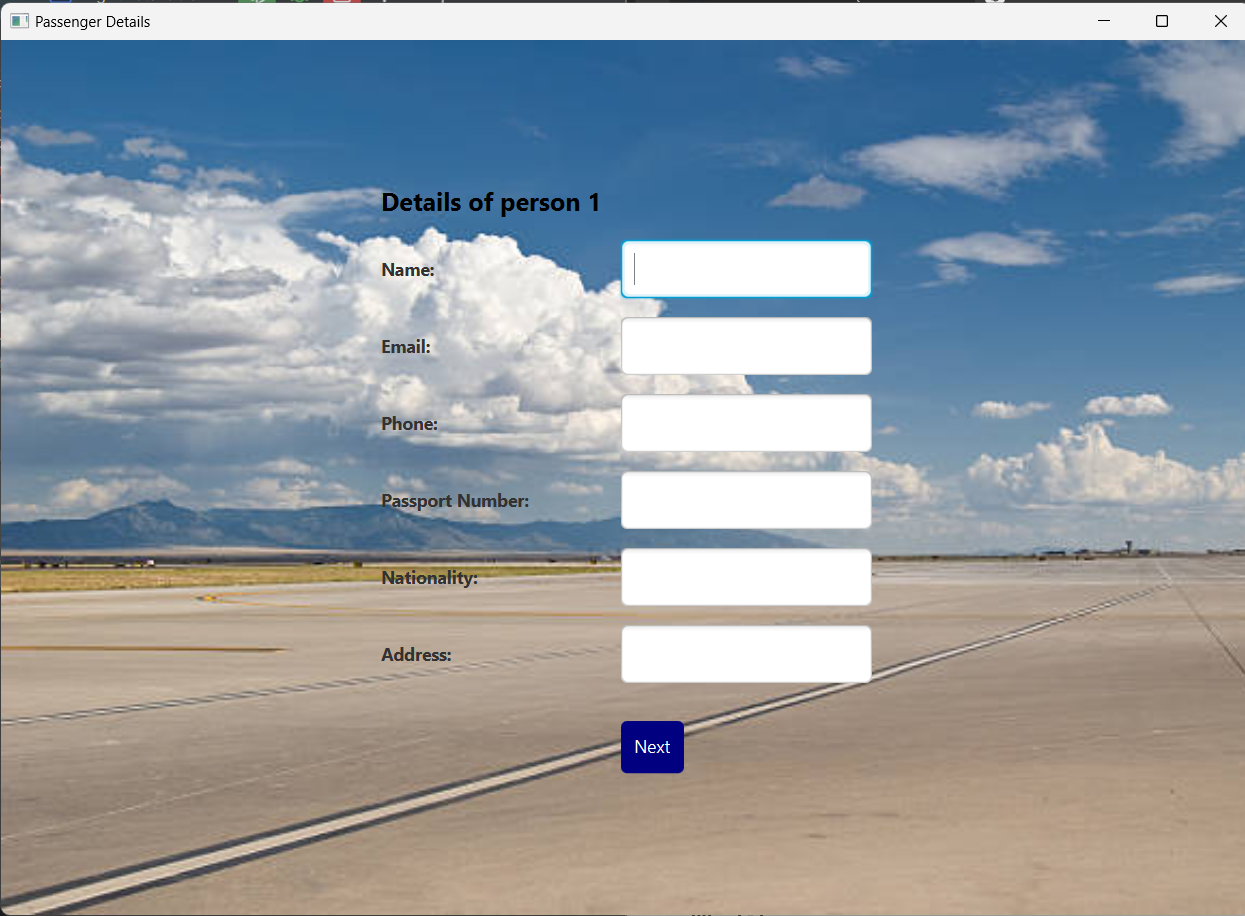 Passenger Details
Details of person 1
Name:
Email:
Phone:
Passport Number:
Nationality:
Address:
Next